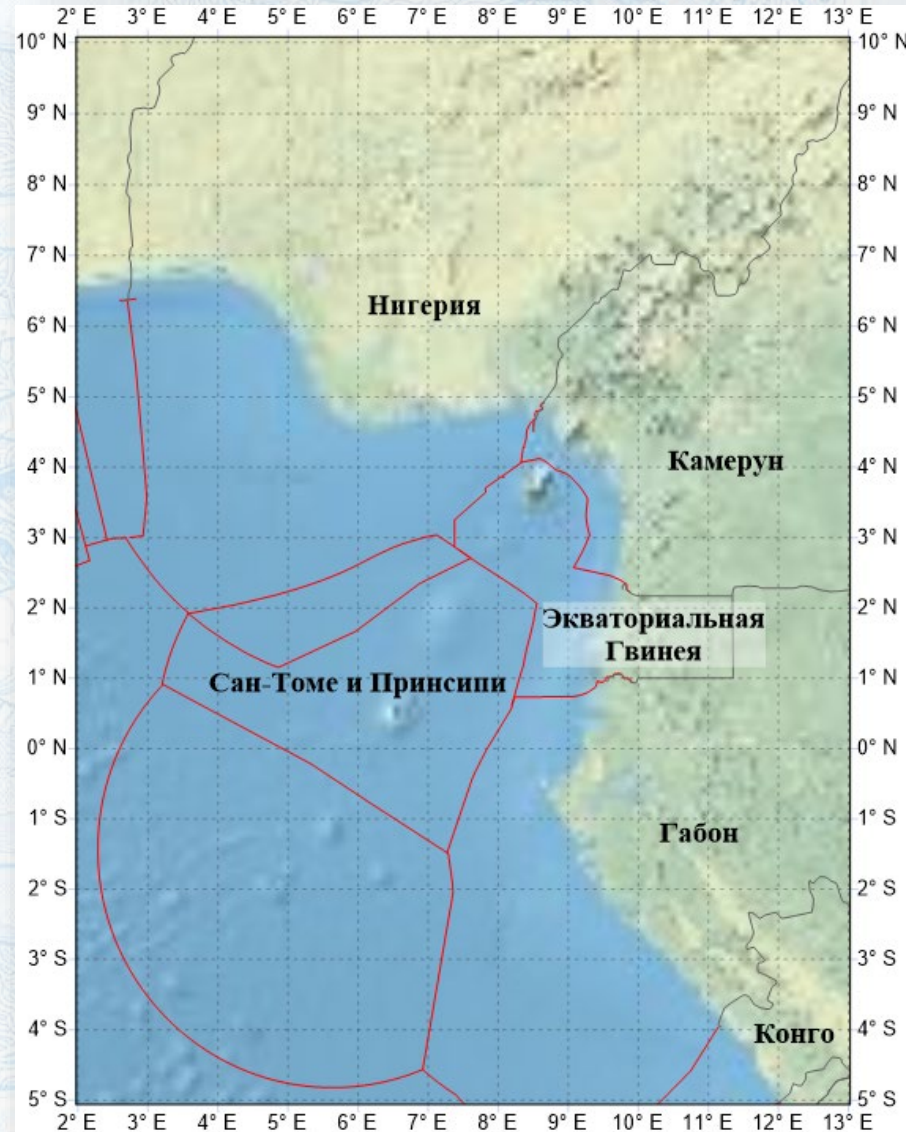 2° E 3° E 4° E 5° E 6° E 7° E 8° E 9° E 10° E 11° E 12° E 13° E
10° N 10° N
9° N 9° N
8° N 8° N
7° N 7° N
Нигерия
6° N 6° N
5° N 5° N
Камерун
4° N 4° N
3° N 3° N
2° N 2° N
Экваториальная
Гвинея
1° N 1° N
Сан-Томе и Принсипи
0° N 0° N
1° S 1° S
Габон
2° S 2° S
3° S 3° S
4° S 4° S
Конго
5° S 5° S
2° E 3° E 4° E 5° E 6° E 7° E 8° E 9° E 10° E 11° E 12° E 13° E